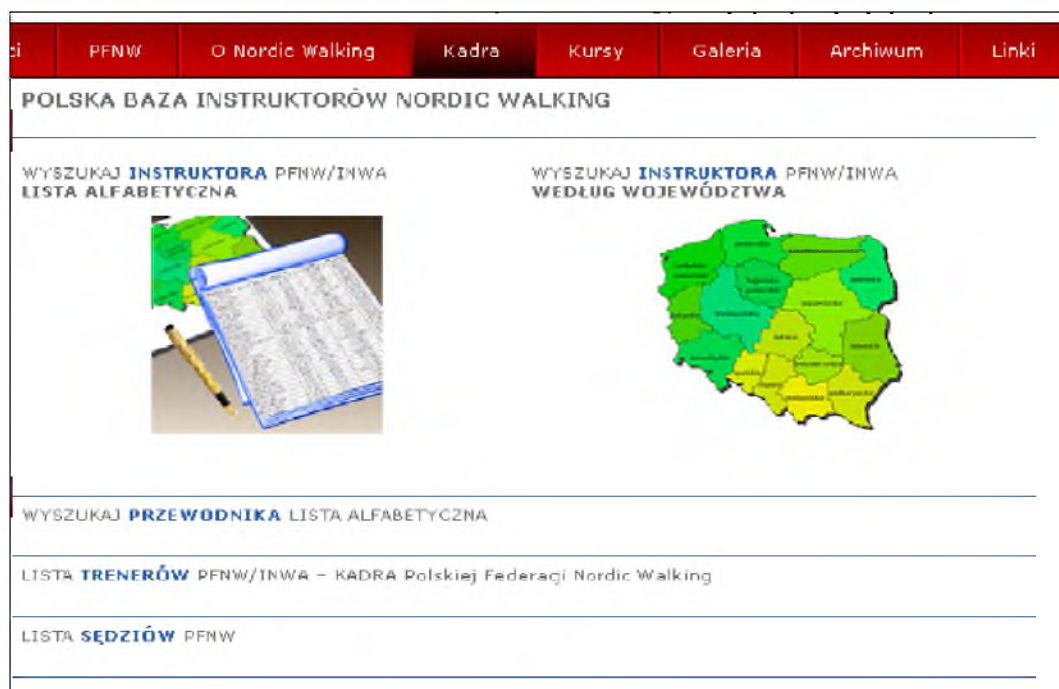 PFNW O Nordic Walking Kadra Kursy Galeria Archiwum Linki
POLSKA BAZA INSTRUKTORÓW NORDIC WALKING
WYSZUKAJ INSTRUKTORA PFNW/INWA
LISTA ALFABETYCZNA
WYSZUKAJ INSTRUKTORA PFNW/INWA
WEDŁUG WOJEWÓDZTWA
WYSZUKAJ PRZEWODNIKA LISTA ALFABETYCZNA
LISTA TRENERÓW PFNW/INWA – KADRA Polskiej Federacji Nordic Walking
LISTA SĘDZIÓW PFNW